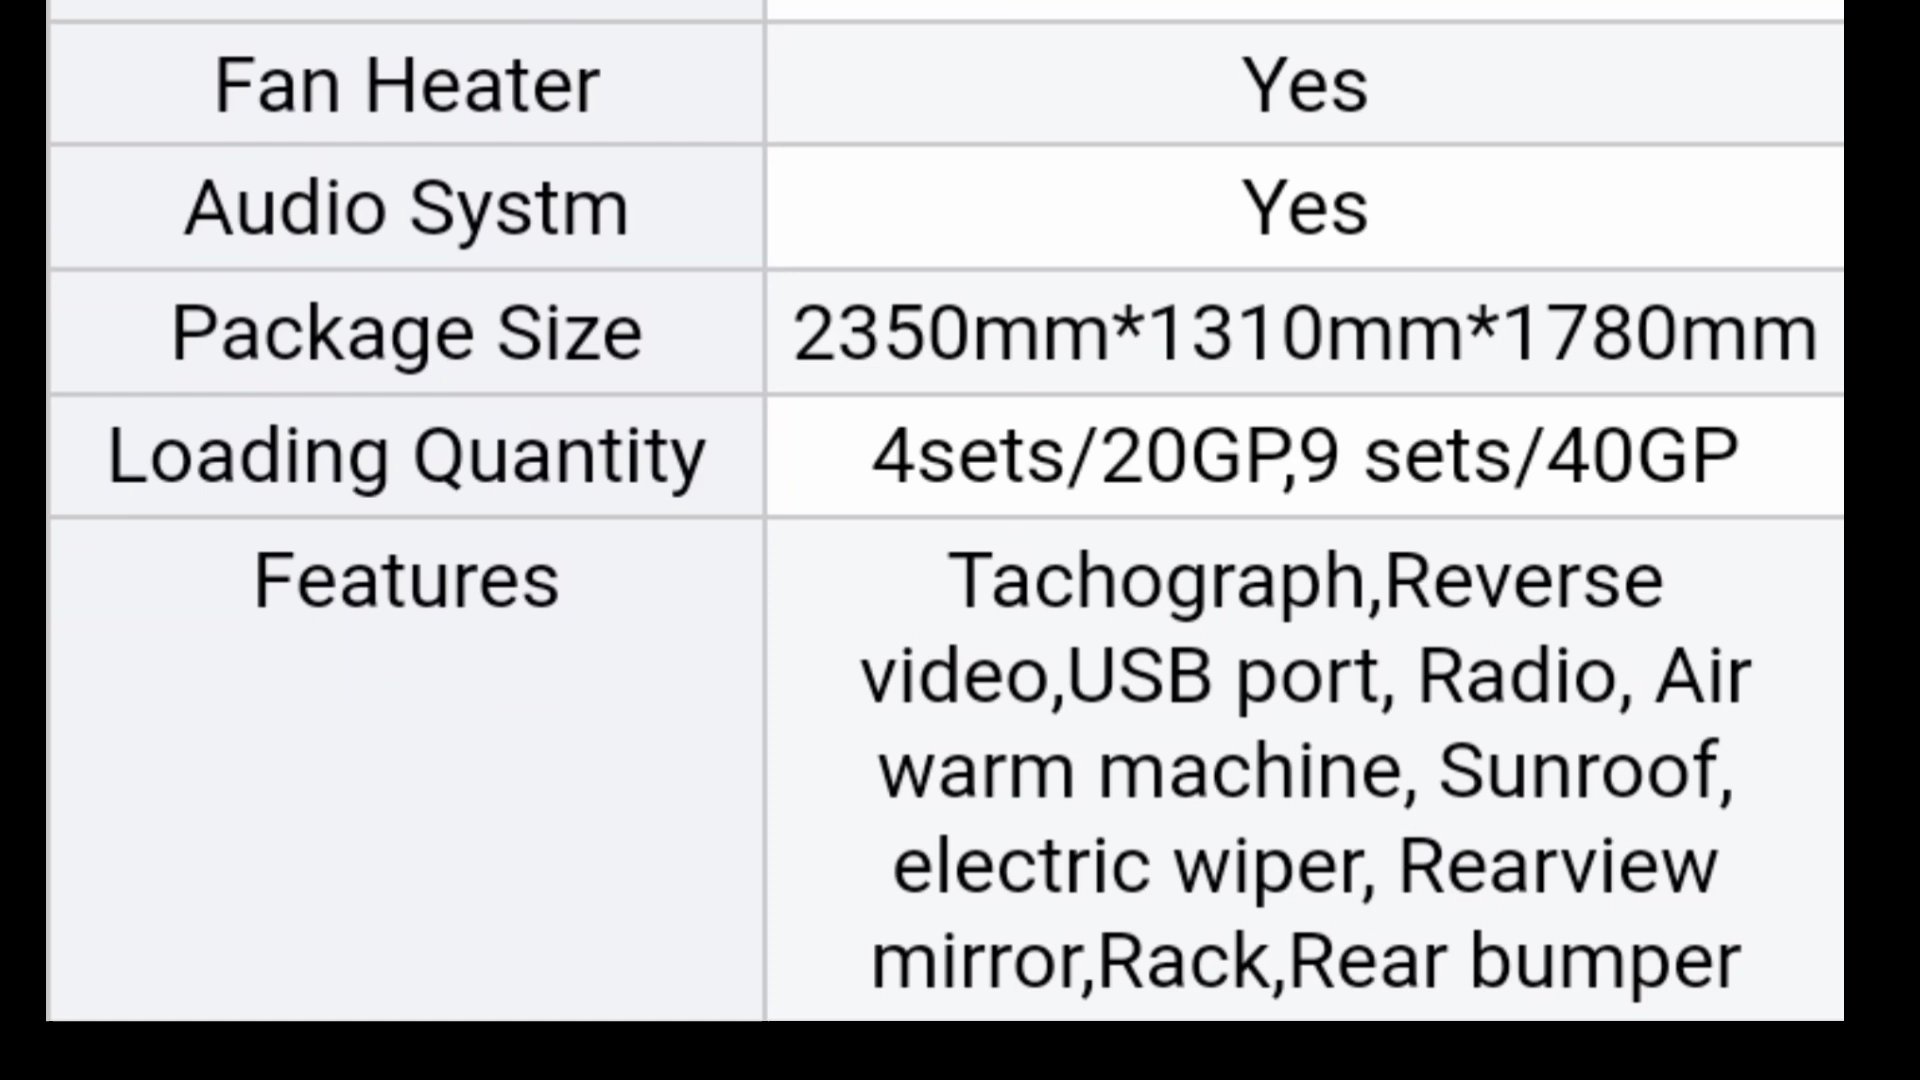 Fan Heater Yes
Audio Systm Yes
Package Size 2350mm*1310mm*1780mm
Loading Quantity 4sets/20GP,9 sets/40GP
Features Tachograph,Reverse
video,USB port, Radio, Air
warm machine, Sunroof,
electric wiper, Rearview
mirror,Rack,Rear bumper